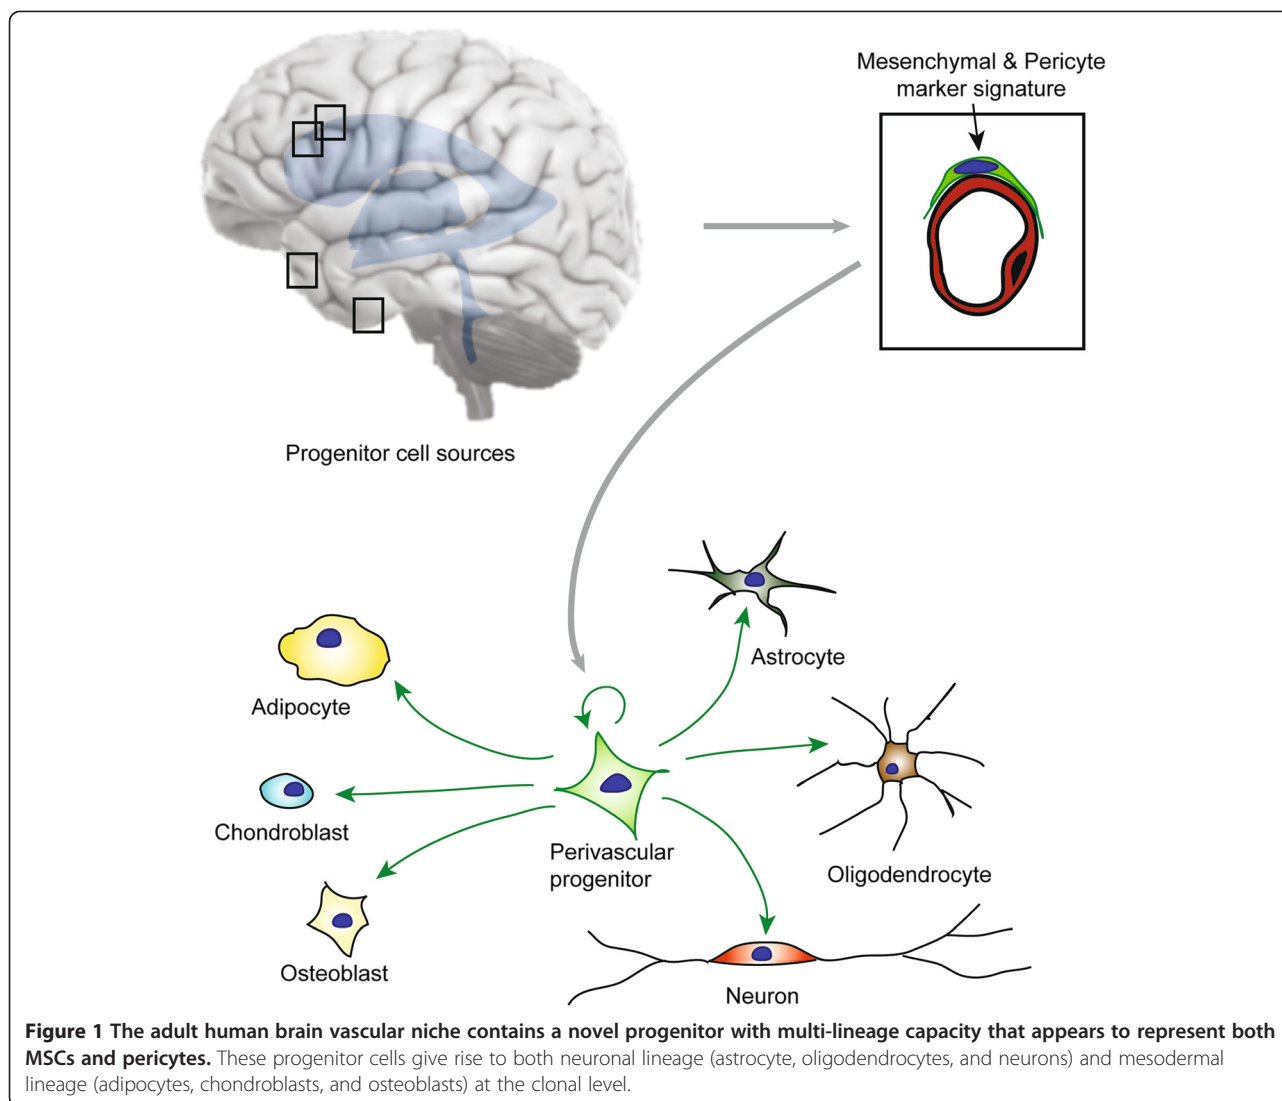 Mesenchymal & Pericyte
marker signature
Progenitor cell sources
Astrocyte
Adipocyte
Chondroblast
Perivascular
progenitor
Oligodendrocyte
Osteoblast
Neuron
Figure 1 The adult human brain vascular niche contains a novel progenitor with multi-lineage capacity that appears to represent both
MSCs and pericytes. These progenitor cells give rise to both neuronal lineage (astrocyte, oligodendrocytes, and neurons) and mesodermal
lineage (adipocytes, chondroblasts, and osteoblasts) at the clonal level.